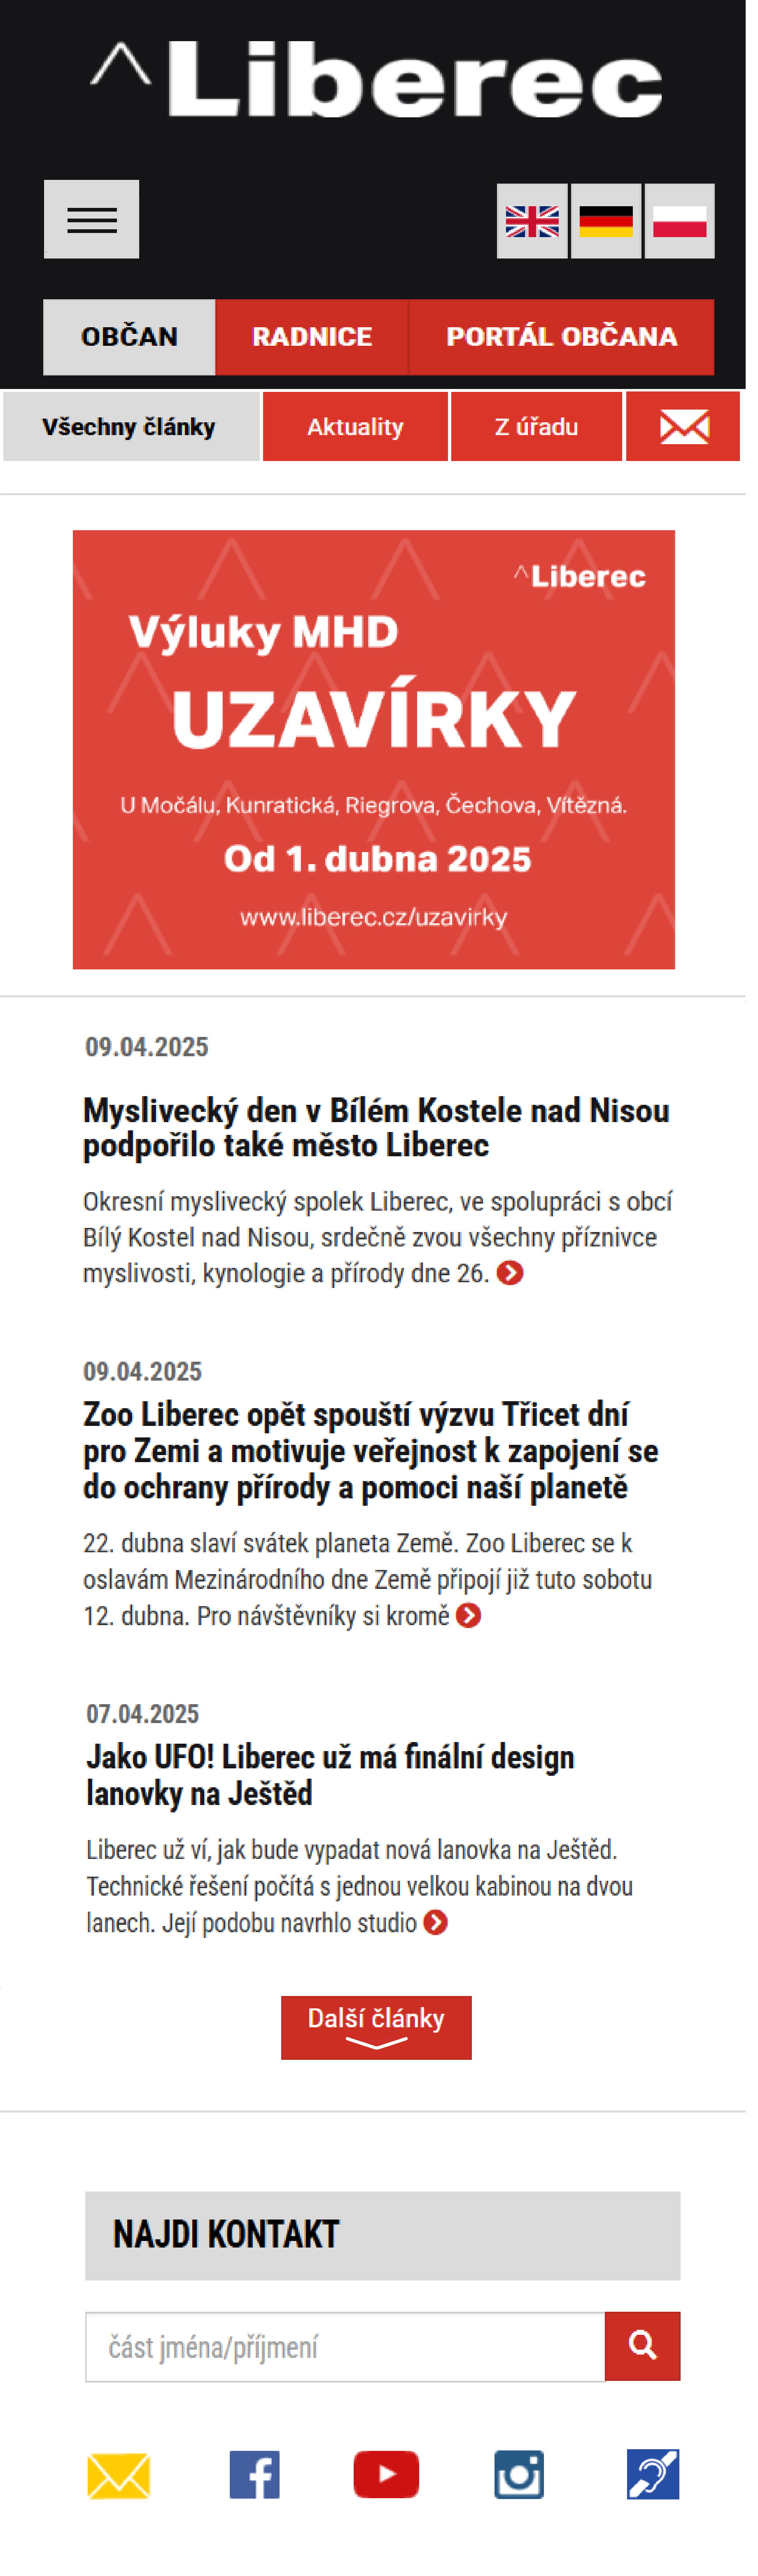 ^Liberec
OBČAN RADNICE PORTÁL OBČANA
Všechny články Aktuality Z úřadu
^Liberec
Výluky MHD
UZAVÍRKY
U Močálu, Kunratická, Riegrova, Čechova, Vítězná.
Od 1. dubna 2025
www.liberec.cz/uzavirky
09.04.2025
Myslivecký den v Bílém Kostele nad Nisou
podpořilo také město Liberec
Okresní myslivecký spolek Liberec, ve spolupráci s obcí
Bílý Kostel nad Nisou, srdečně zvou všechny příznivce
myslivosti, kynologie a přírody dne 26.
09.04.2025
Zoo Liberec opět spouští výzvu Třicet dní
pro Zemi a motivuje veřejnost k zapojení se
do ochrany přírody a pomoci naší planetě
22. dubna slaví svátek planeta Země. Zoo Liberec se k
oslavám Mezinárodního dne Země připojí již tuto sobotu
12. dubna. Pro návštěvníky si kromě
07.04.2025
Jako UFO! Liberec už má finální design
lanovky na Ještěd
Liberec už ví, jak bude vypadat nová lanovka na Ještěd.
Technické řešení počítá s jednou velkou kabinou na dvou
lanech. Její podobu navrhlo studio
Další články
NAJDI KONTAKT
část jména/příjmení